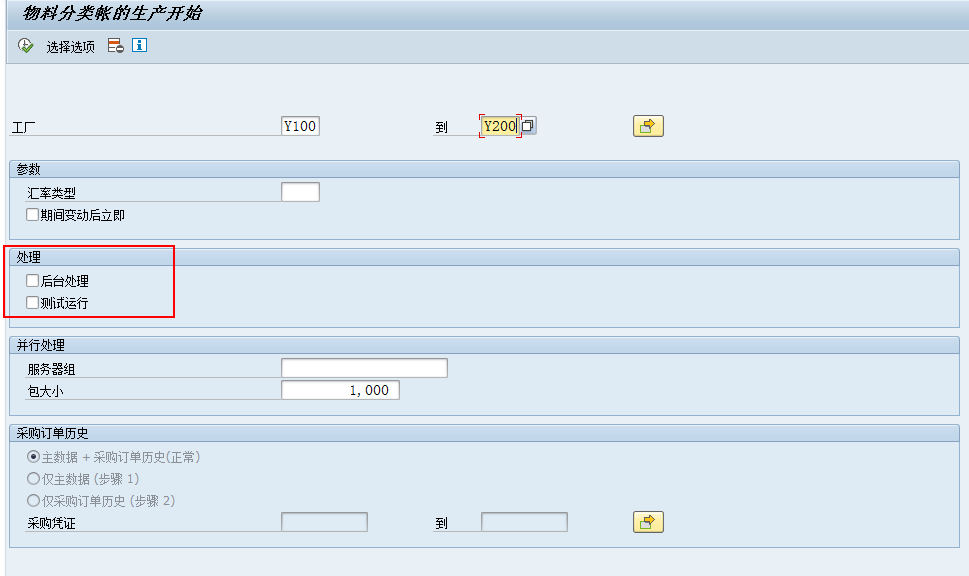 物料分类帐的生产开始
选择选项
工厂 Y100 到 Y200
参数
汇率类型
期间变动后立即
处理
后台处理
测试运行
并行处理
服务器组
包大小 1,000
采购订单历史
主数据 + 采购订单历史(正常)
仅主数据 (步骤 1)
仅采购订单历史 (步骤 2)
采购凭证 到